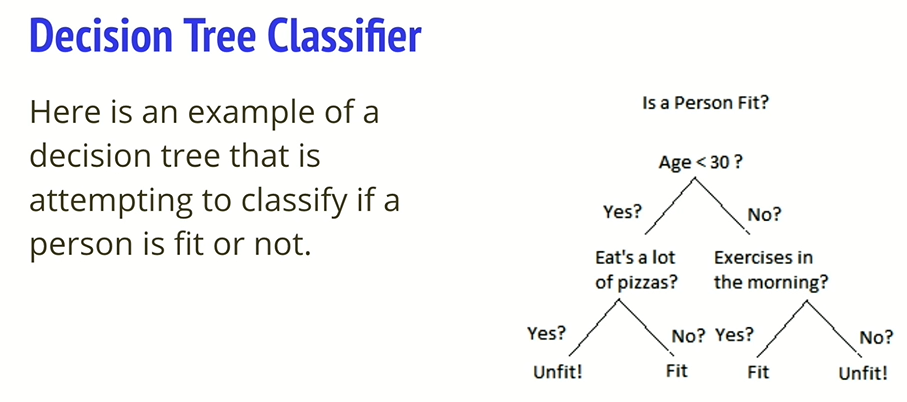 Decision Tree Classifier
Here is an example of a
decision tree that is
attempting to classify if a
person is fit or not.
Is a Person Fit?
Age < 30 ?
Yes?
No?
Eat's a lot
of pizzas?
Exercises in
the morning?
Yes?
No?
Yes?
No?
Unfit!
Fit
Fit
Unfit!